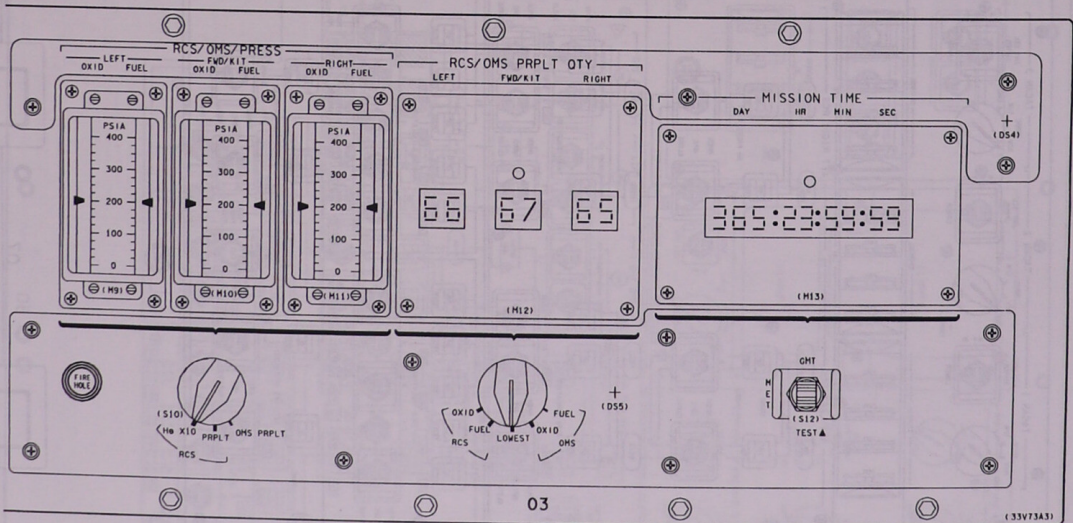 RCS/OMS/PRESS
LEFT
OXID FUEL
FWD/KIT
OXID FUEL
RIGHT
OXID FUEL
RCS/OMS PRPLT QTY
LEFT FWD/KIT RIGHT
MISSION TIME
DAY HR MIN SEC
(DS4)
PSIA
400
300
200
100
0
(M9)
PSIA
400
300
200
100
0
(M10)
PSIA
400
300
200
100
0
(M11)
66 67 65
(M12)
365:23:59:59
(M13)
FIRE
HOLE
(S10)
He X10 PRPLT OMS PRPLT
RCS
OXID FUEL LOWEST OXID FUEL
RCS OMS
(DS5)
GMT
MET
(S12)
TEST▲
03
(33V73A3)